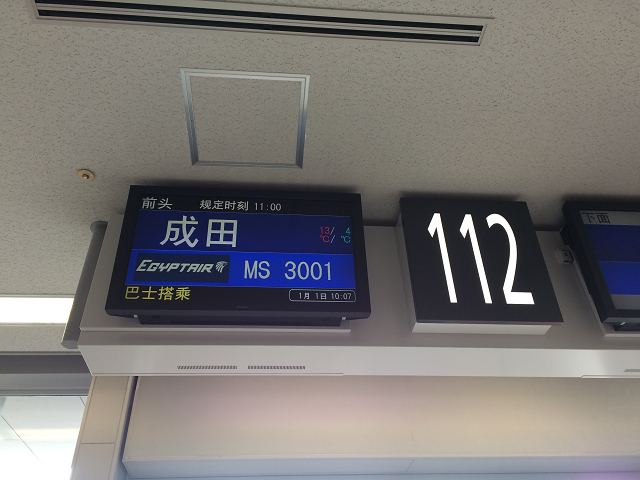 前头 规定时刻 11:00
成田 13/ 4
℃/ ℃
EGYPTAIR MS 3001
巴士搭乘 1月 1日 10:07
112
下面